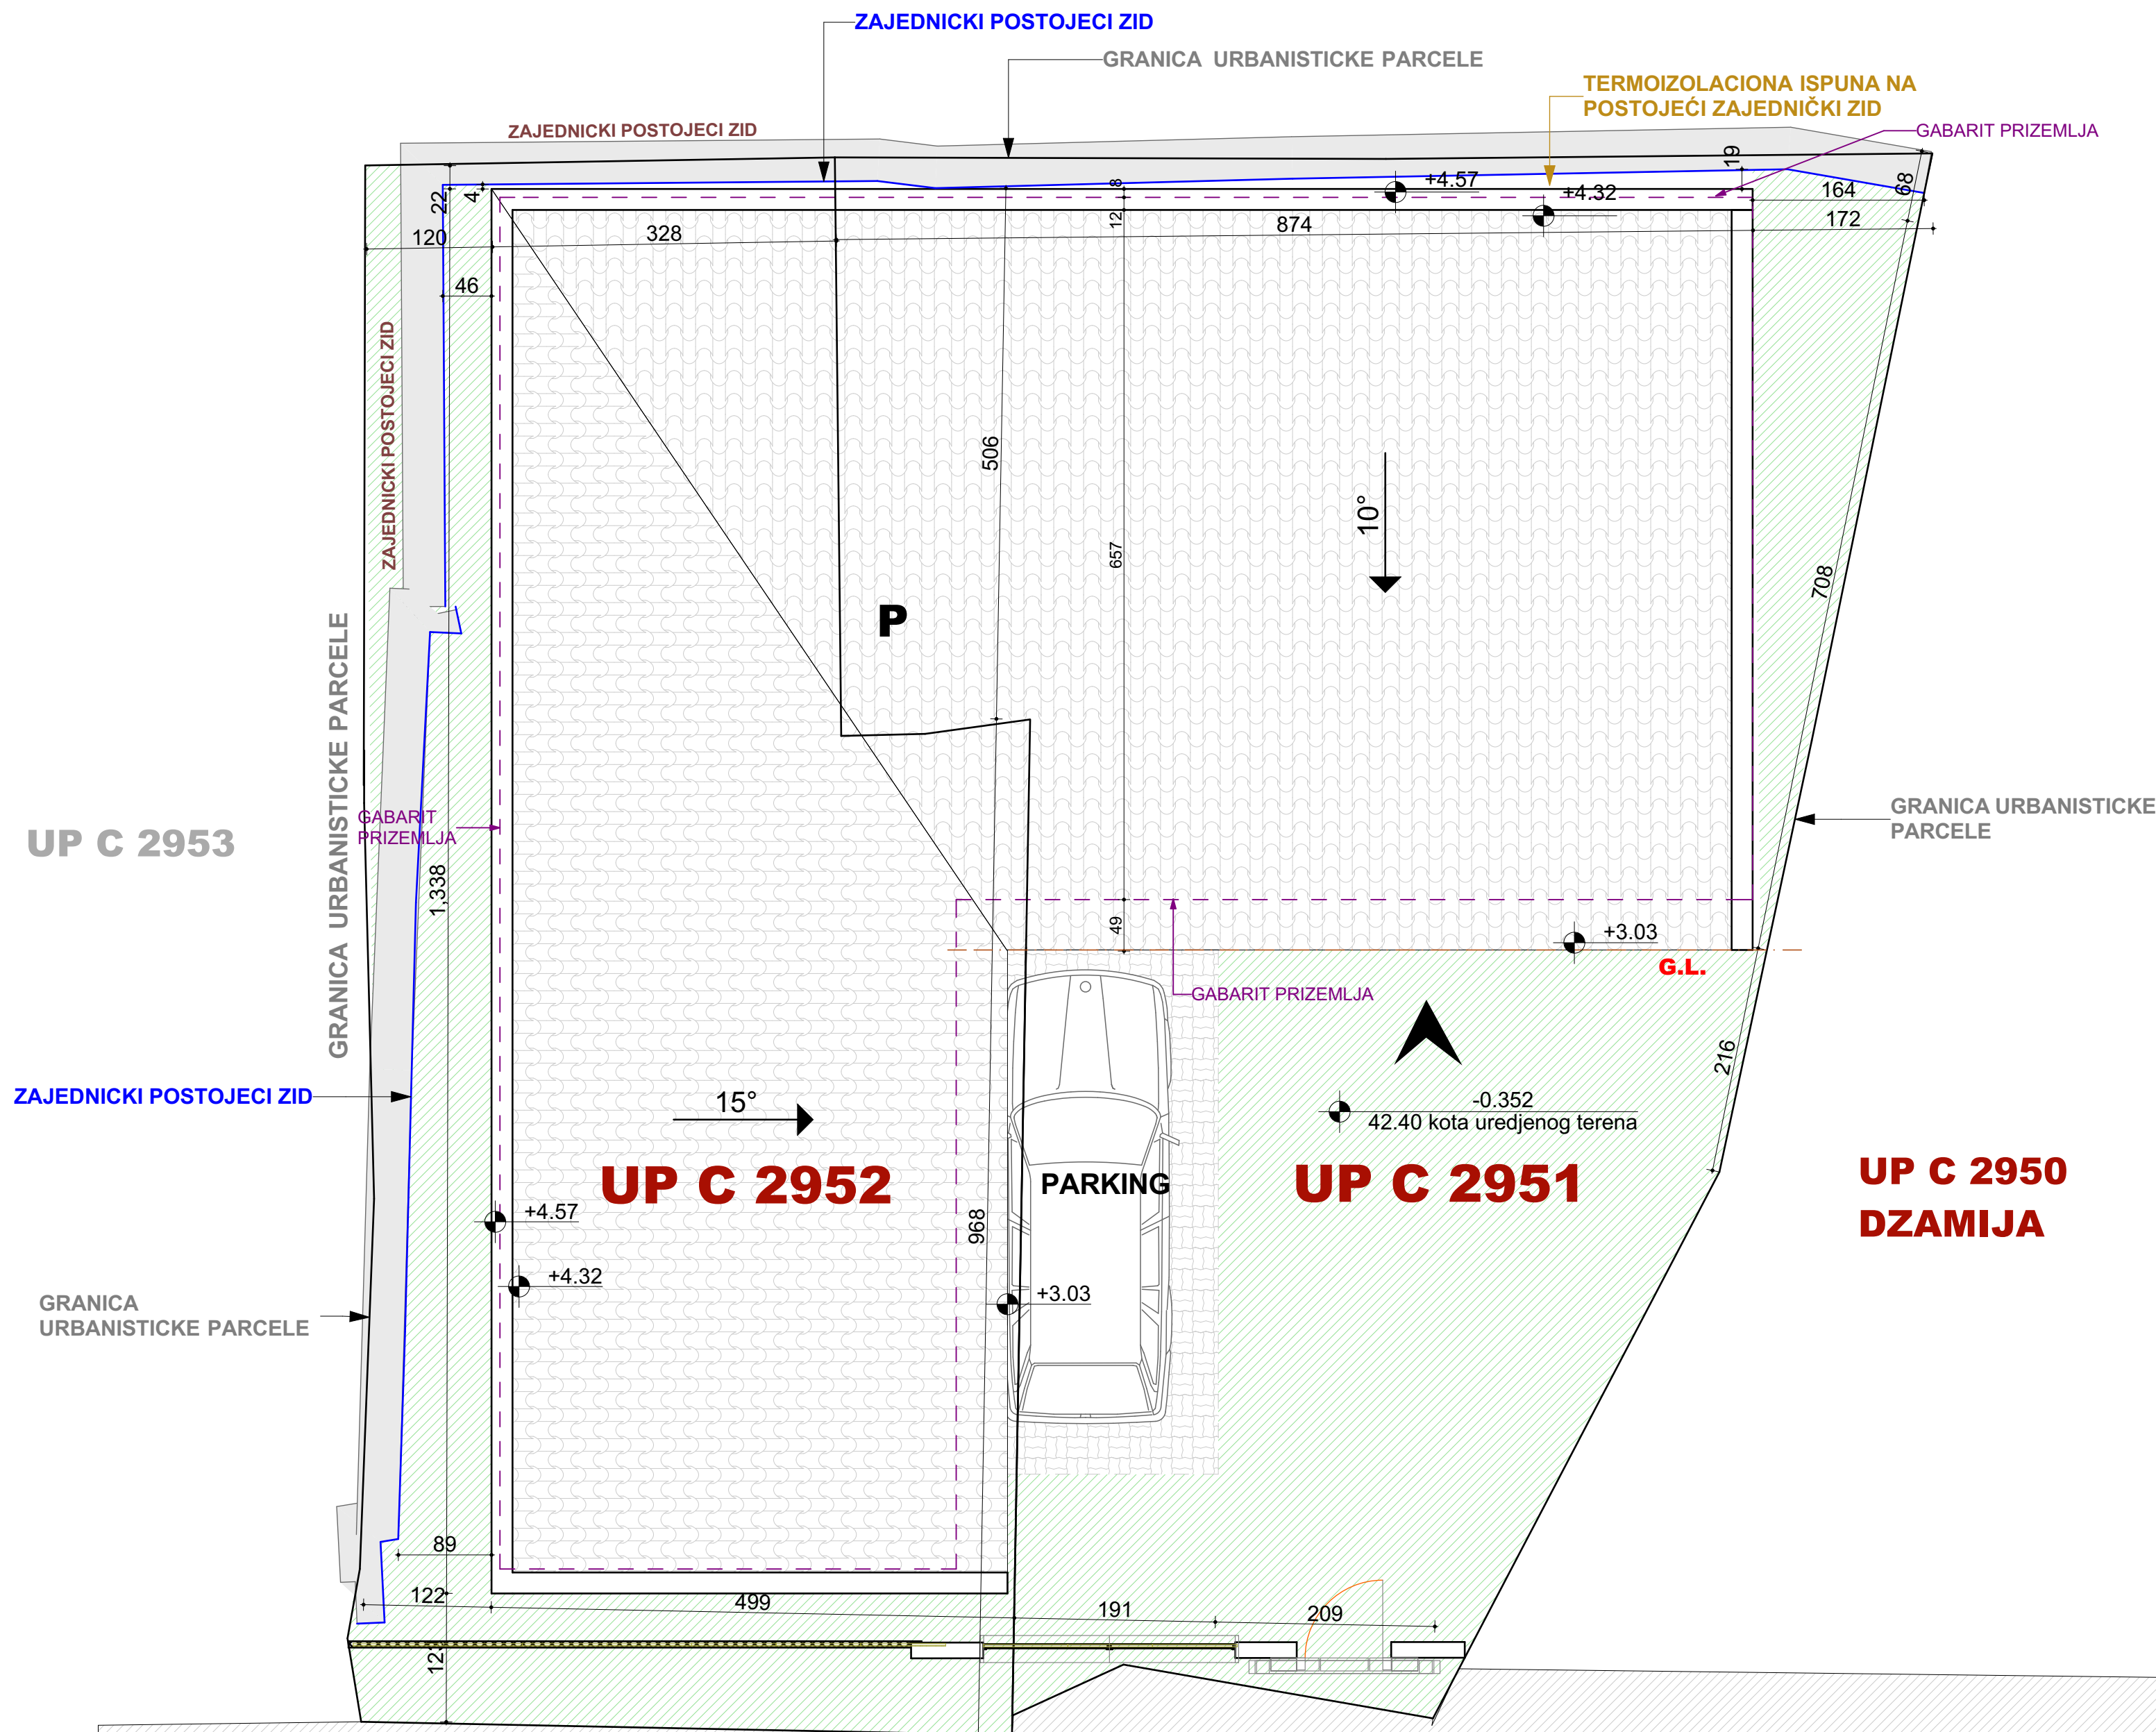 ZAJEDNICKI POSTOJECI ZID
GRANICA URBANISTICKE PARCELE
TERMOIZOLACIONA ISPUNA NA
POSTOJEĆI ZAJEDNIČKI ZID
ZAJEDNICKI POSTOJECI ZID
GABARIT PRIZEMLJA
19
68
22
4
8
+4.57
+4.32
164
12
120
328
874
172
46
ZAJEDNICKI POSTOJECI ZID
506
10°
657
708
P
GRANICA URBANISTICKE PARCELE
GABARIT
PRIZEMLJA
UP C 2953
GRANICA URBANISTICKE
PARCELE
1,338
49
+3.03
G.L.
GABARIT PRIZEMLJA
216
ZAJEDNICKI POSTOJECI ZID
15°
-0.352
42.40 kota uredjenog terena
UP C 2952
PARKING
UP C 2951
UP C 2950
DZAMIJA
+4.57
968
+4.32
+3.03
GRANICA
URBANISTICKE PARCELE
89
122
499
191
209